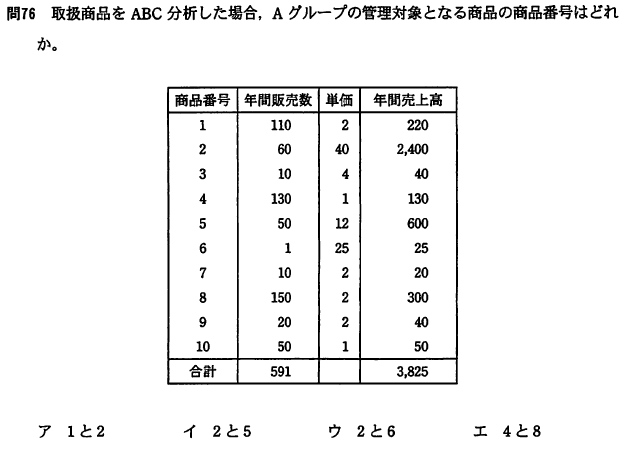 問76 取扱商品を ABC 分析した場合，A グループの管理対象となる商品の商品番号はどれ
か。
商品番号 年間販売数 単価 年間売上高
1 110 2 220
2 60 40 2,400
3 10 4 40
4 130 1 130
5 50 12 600
6 1 25 25
7 10 2 20
8 150 2 300
9 20 2 40
10 50 1 50
合計 591 3,825
ア 1と2 イ 2と5 ウ 2と6 エ 4と8